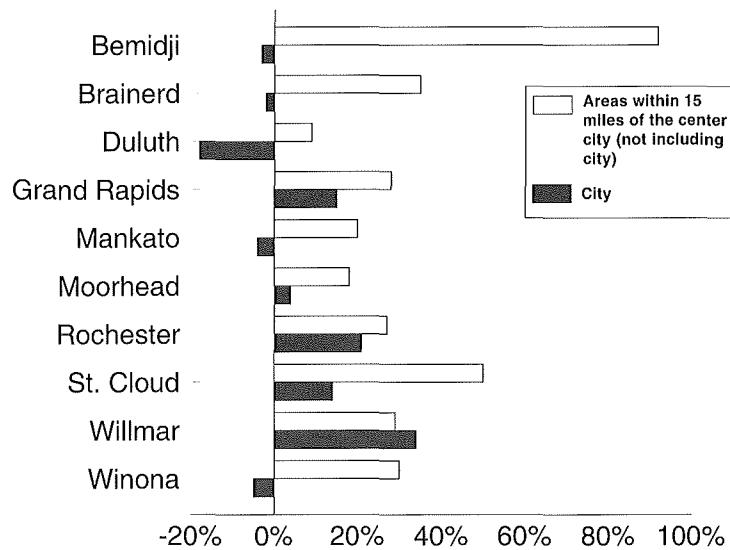 Bemidji
Brainerd
Duluth
Grand Rapids
Mankato
Moorhead
Rochester
St. Cloud
Willmar
Winona
Areas within 15
miles of the center
city (not including
city)
City
-20% 0% 20% 40% 60% 80% 100%